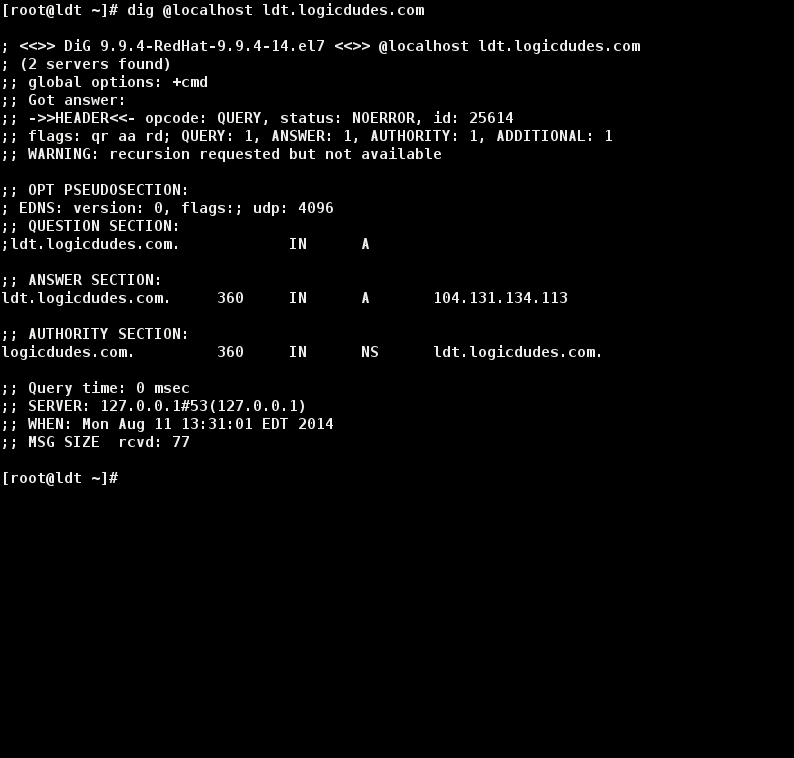 [root@ldt ~]# dig @localhost ldt.logicdudes.com
; <<>> DiG 9.9.4-RedHat-9.9.4-14.el7 <<>> @localhost ldt.logicdudes.com
; (2 servers found)
;; global options: +cmd
;; Got answer:
;; ->>HEADER<<- opcode: QUERY, status: NOERROR, id: 25614
;; flags: qr aa rd; QUERY: 1, ANSWER: 1, AUTHORITY: 1, ADDITIONAL: 1
;; WARNING: recursion requested but not available
;; OPT PSEUDOSECTION:
; EDNS: version: 0, flags:; udp: 4096
;; QUESTION SECTION:
;ldt.logicdudes.com.            IN      A
;; ANSWER SECTION:
ldt.logicdudes.com.     360     IN      A       104.131.134.113
;; AUTHORITY SECTION:
logicdudes.com.         360     IN      NS      ldt.logicdudes.com.
;; Query time: 0 msec
;; SERVER: 127.0.0.1#53(127.0.0.1)
;; WHEN: Mon Aug 11 13:31:01 EDT 2014
;; MSG SIZE  rcvd: 77
[root@ldt ~]#